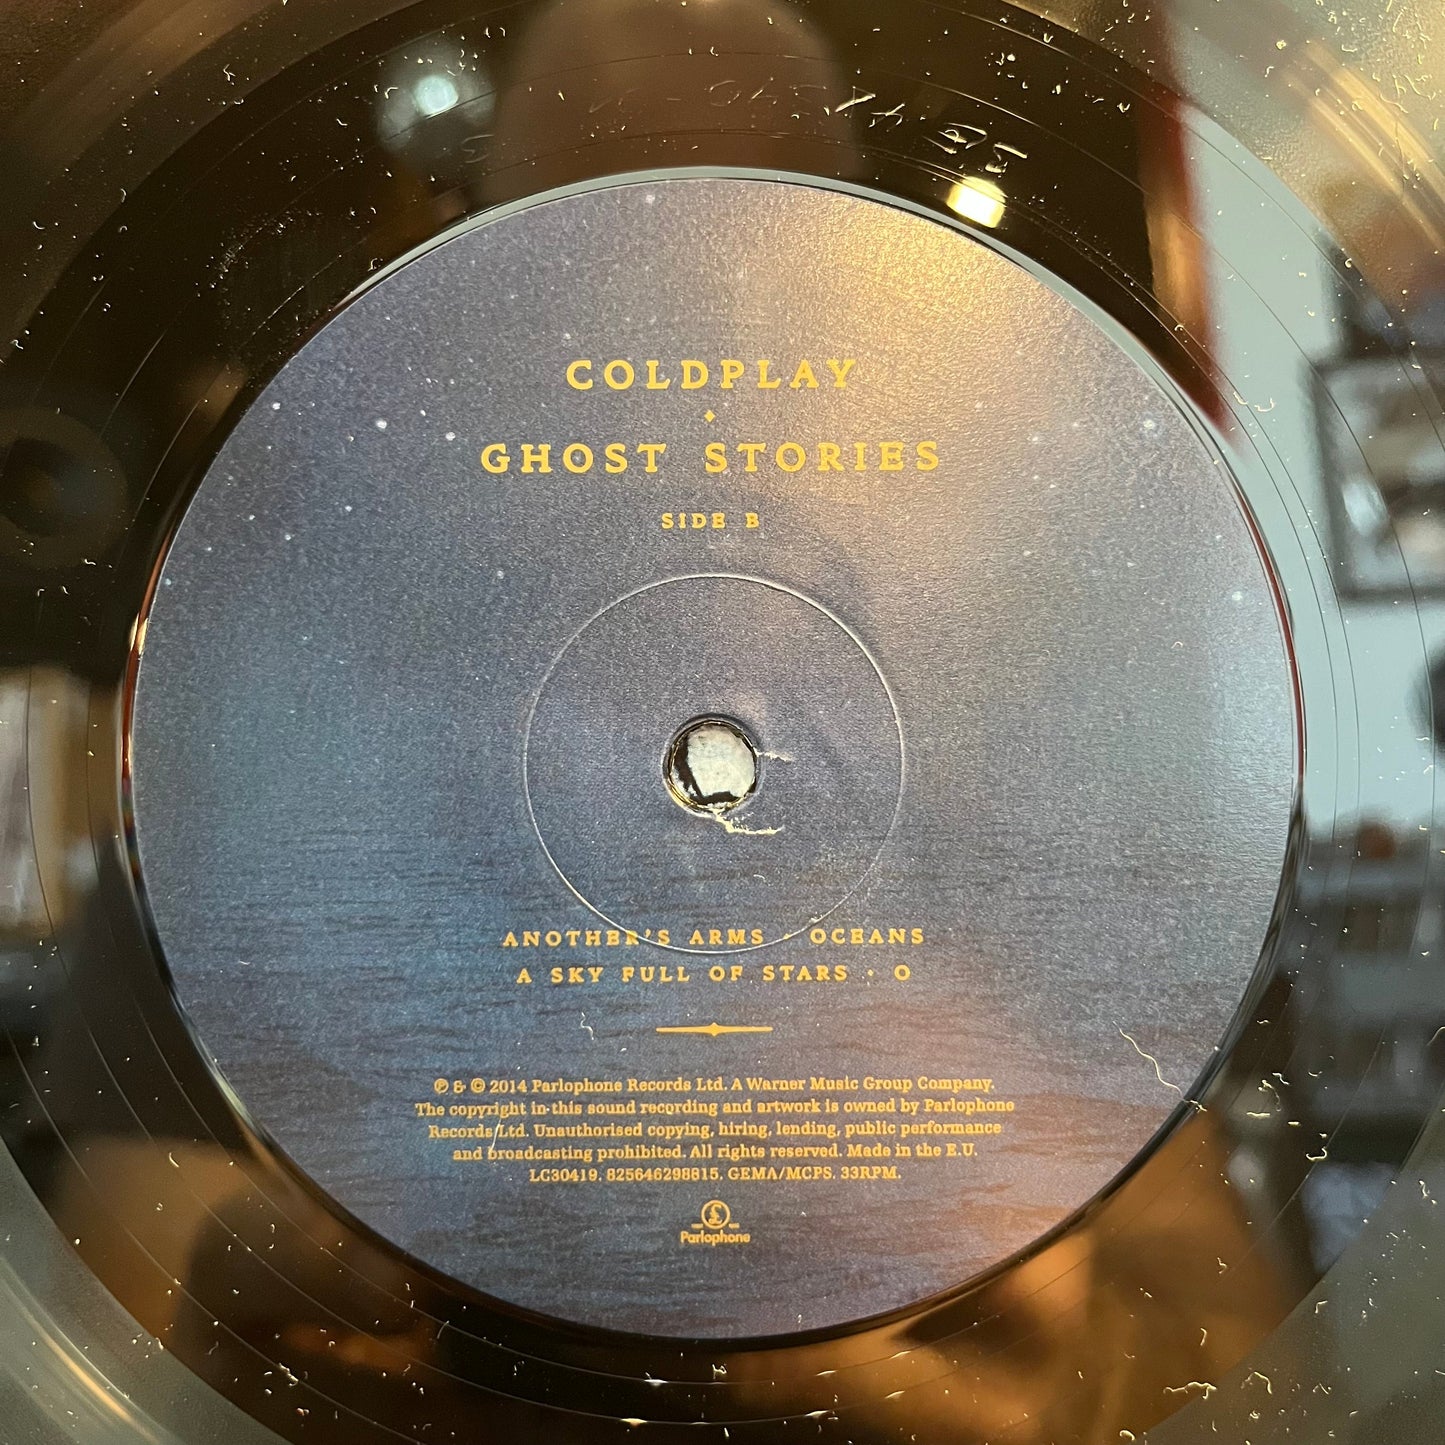 COLDPLAY
GHOST STORIES
SIDE B
ANOTHER'S ARMS · OCEANS
A SKY FULL OF STARS · O
℗ & © 2014 Parlophone Records Ltd. A Warner Music Group Company.
The copyright in this sound recording and artwork is owned by Parlophone
Records Ltd. Unauthorised copying, hiring, lending, public performance
and broadcasting prohibited. All rights reserved. Made in the E.U.
LC30419. 825646298815. GEMA/MCPS. 33RPM.
£
Parlophone